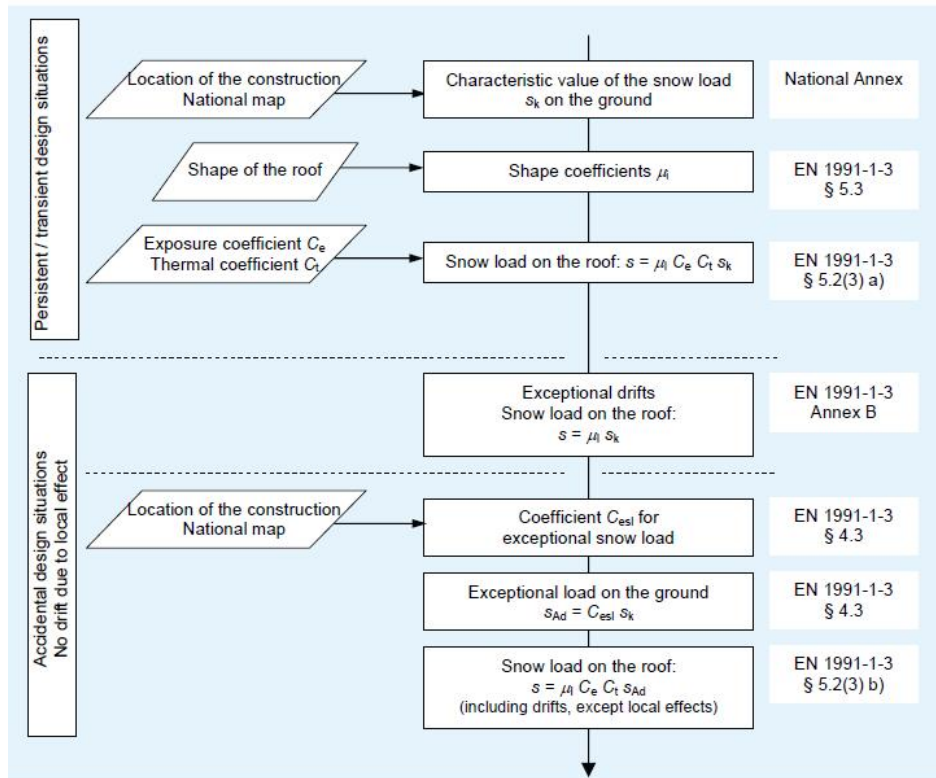 Persistent / transient design situations
Location of the construction
National map
Characteristic value of the snow load
sk on the ground
National Annex
Shape of the roof
Shape coefficients μi
EN 1991-1-3
§ 5.3
Exposure coefficient Ce
Thermal coefficient Ct
Snow load on the roof: s = μi Ce Ct sk
EN 1991-1-3
§ 5.2(3) a)
Accidental design situations
No drift due to local effect
Exceptional drifts
Snow load on the roof:
s = μi sk
EN 1991-1-3
Annex B
Location of the construction
National map
Coefficient Cesl for
exceptional snow load
EN 1991-1-3
§ 4.3
Exceptional load on the ground
sAd = Cesl sk
EN 1991-1-3
§ 4.3
Snow load on the roof:
s = μi Ce Ct sAd
(including drifts, except local effects)
EN 1991-1-3
§ 5.2(3) b)